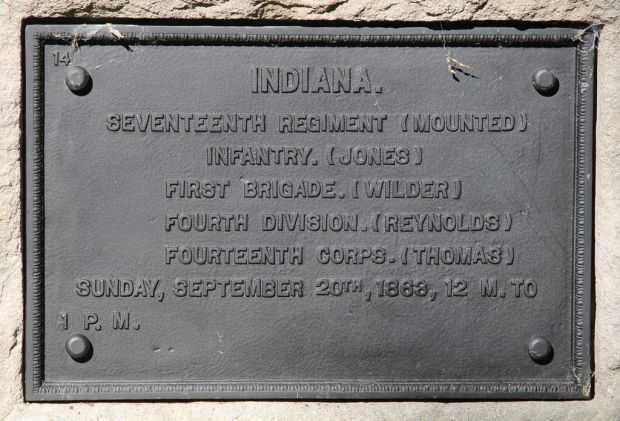 14
INDIANA.
SEVENTEENTH REGIMENT (MOUNTED)
INFANTRY. (JONES)
FIRST BRIGADE. (WILDER)
FOURTH DIVISION. (REYNOLDS)
FOURTEENTH CORPS. (THOMAS)
SUNDAY, SEPTEMBER 20TH, 1863, 12 M. TO
1 P. M.